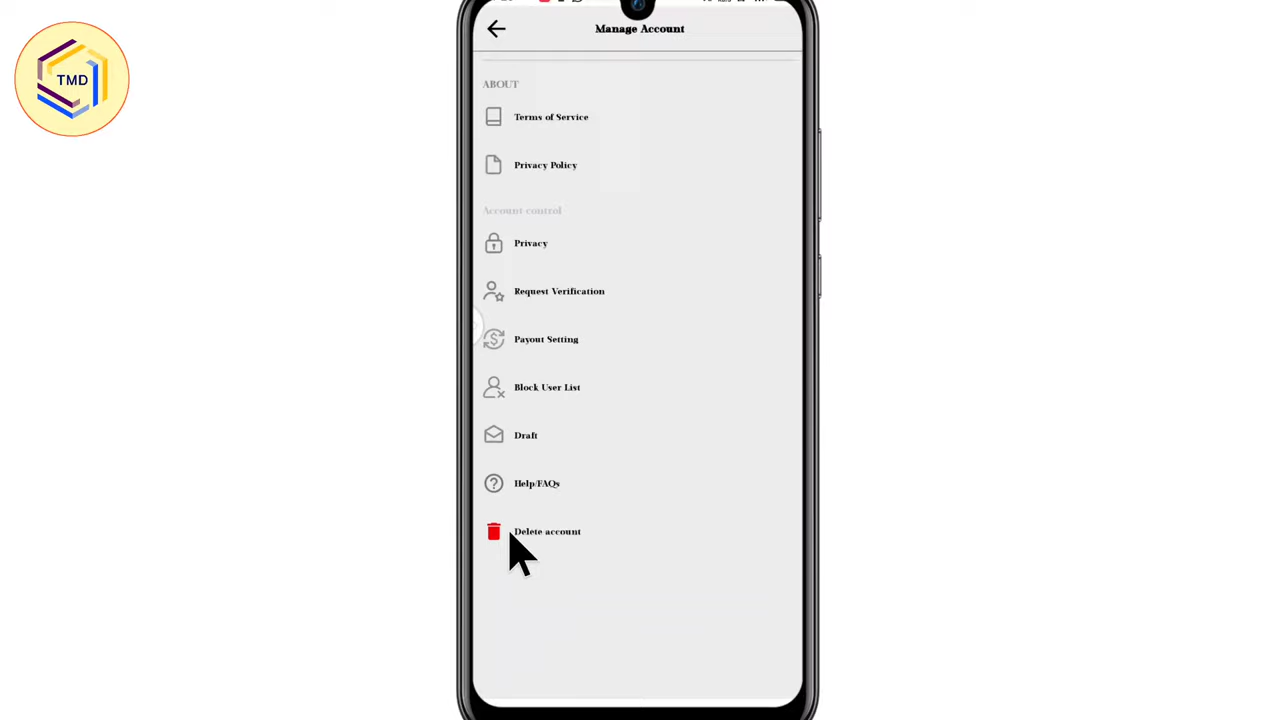 TMD
Manage Account
ABOUT
Terms of Service
Privacy Policy
Account control
Privacy
Request Verification
Payout Setting
Block User List
Draft
Help/FAQs
Delete account